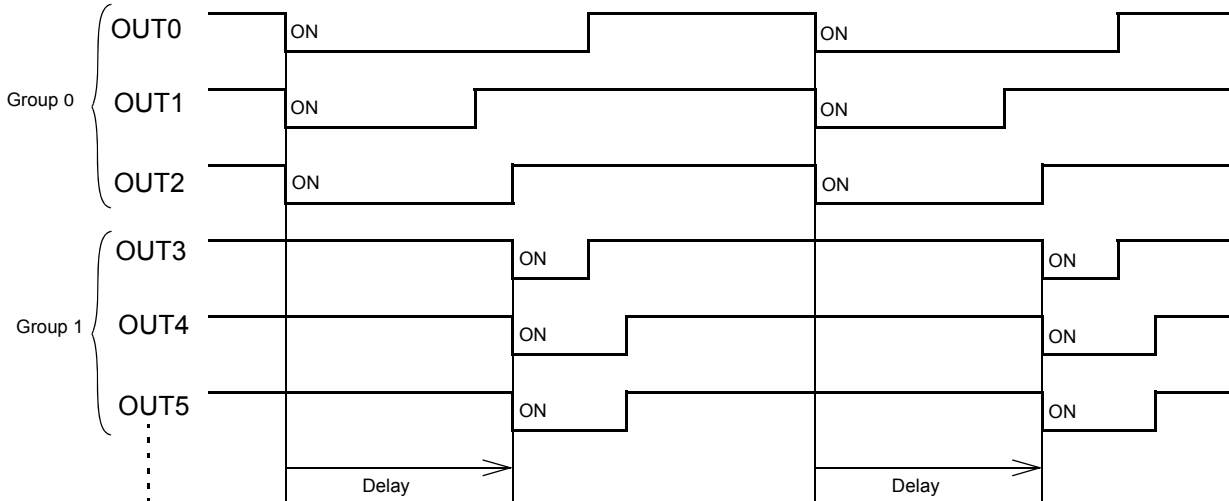 OUT0 ON ON
Group 0 OUT1 ON ON
OUT2 ON ON
OUT3 ON ON
Group 1 OUT4 ON ON
OUT5 ON ON
Delay Delay